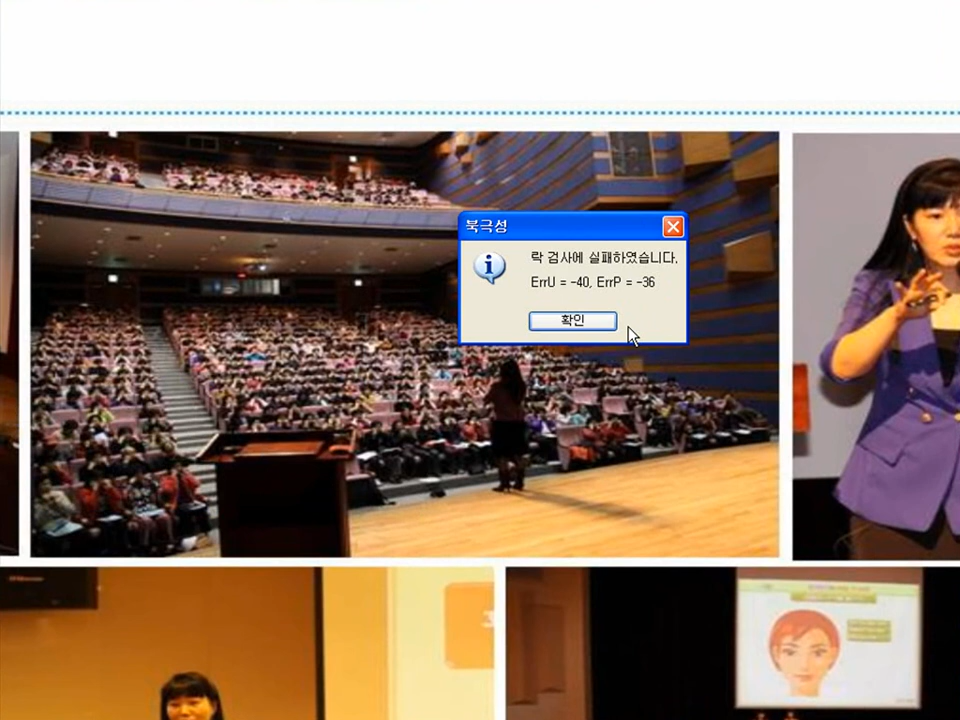 북극성
락 검사에 실패하였습니다.
ErrU = -40, ErrP = -36
확인